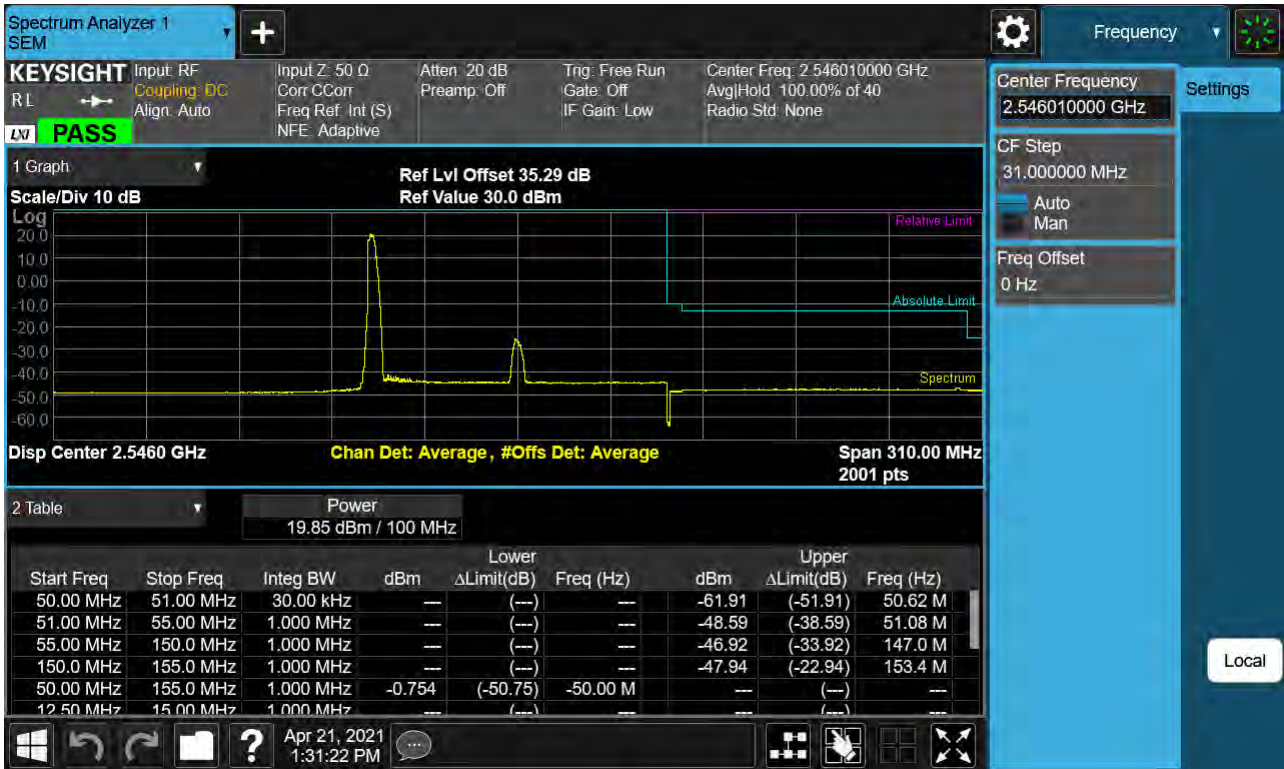 Spectrum Analyzer 1
SEM
+
Frequency
KEYSIGHT
R L
LXI
PASS
Input: RF
Coupling: DC
Align: Auto
Input Z: 50 Ω
Corr CCorr
Freq Ref: Int (S)
NFE: Adaptive
Atten: 20 dB
Preamp: Off
Trig: Free Run
Gate: Off
IF Gain: Low
Center Freq: 2.546010000 GHz
Avg|Hold: 100.00% of 40
Radio Std: None
Center Frequency
2.546010000 GHz
Settings
CF Step
31.000000 MHz
Auto
Man
Freq Offset
0 Hz
Local
1 Graph
Ref Lvl Offset 35.29 dB
Scale/Div 10 dB
Ref Value 30.0 dBm
Log
20.0
10.0
0.00
-10.0
-20.0
-30.0
-40.0
-50.0
-60.0
Relative Limit
Absolute Limit
Spectrum
Disp Center 2.5460 GHz
Chan Det: Average , #Offs Det: Average
Span 310.00 MHz
2001 pts
2 Table
Power
19.85 dBm / 100 MHz
Lower Upper
Start Freq Stop Freq Integ BW dBm ΔLimit(dB) Freq (Hz) dBm ΔLimit(dB) Freq (Hz)
50.00 MHz 51.00 MHz 30.00 kHz --- (---) --- -61.91 (-51.91) 50.62 M
51.00 MHz 55.00 MHz 1.000 MHz --- (---) --- -48.59 (-38.59) 51.08 M
55.00 MHz 150.0 MHz 1.000 MHz --- (---) --- -46.92 (-33.92) 147.0 M
150.0 MHz 155.0 MHz 1.000 MHz --- (---) --- -47.94 (-22.94) 153.4 M
50.00 MHz 155.0 MHz 1.000 MHz -0.754 (-50.75) -50.00 M --- (---) ---
12.50 MHz 15.00 MHz 1.000 MHz --- (---) --- --- (---) ---
?
Apr 21, 2021
1:31:22 PM